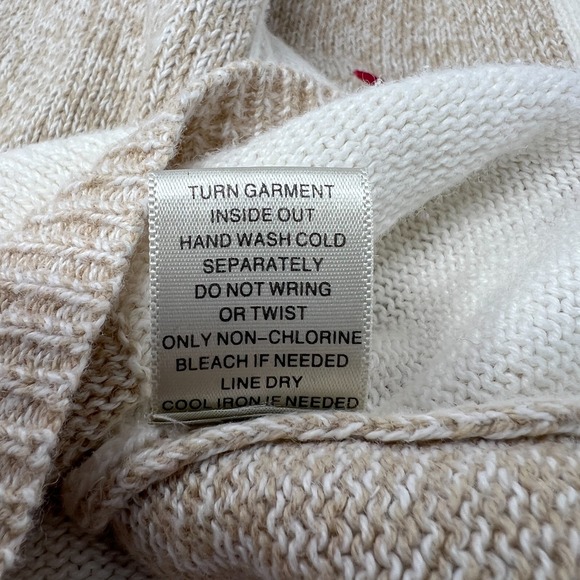 TURN GARMENT
INSIDE OUT
HAND WASH COLD
SEPARATELY
DO NOT WRING
OR TWIST
ONLY NON-CHLORINE
BLEACH IF NEEDED
LINE DRY
COOL IRON IF NEEDED